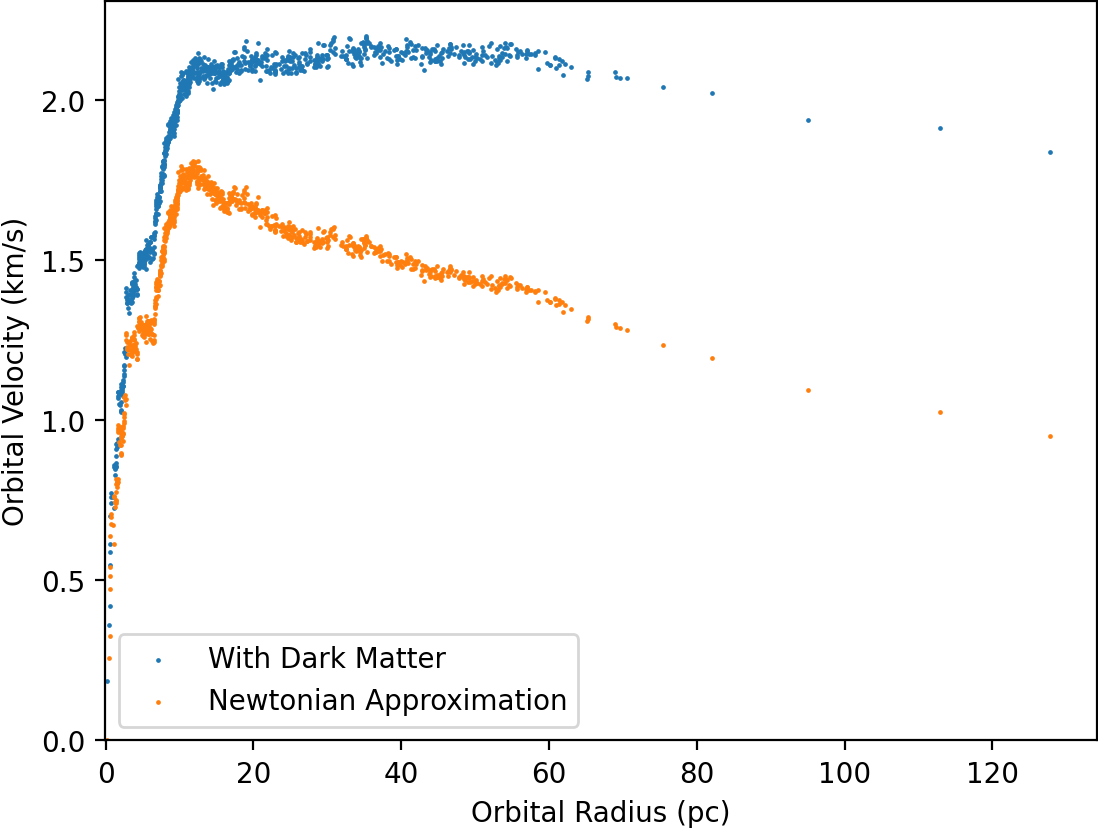 2.0
1.5
1.0
0.5
0.0
Orbital Velocity (km/s)
With Dark Matter
Newtonian Approximation
0 20 40 60 80 100 120
Orbital Radius (pc)